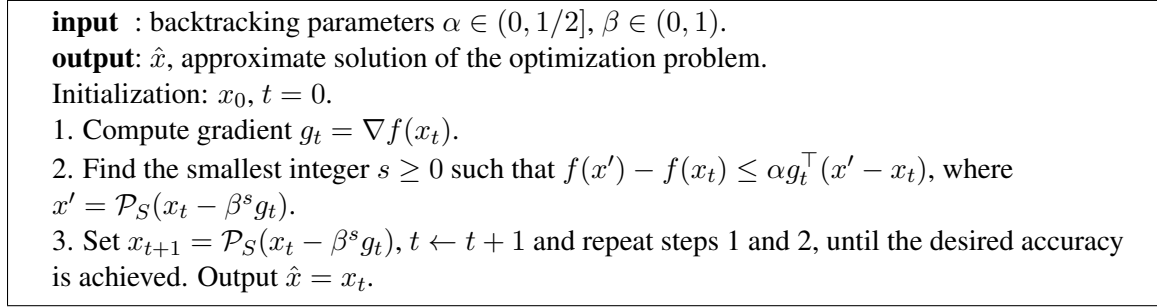 input : backtracking parameters α ∈ (0, 1/2], β ∈ (0, 1).
output: x̂, approximate solution of the optimization problem.
Initialization: x₀, t = 0.
1. Compute gradient gₜ = ∇f(xₜ).
2. Find the smallest integer s ≥ 0 such that f(x′) − f(xₜ) ≤ αgₜ⊤(x′ − xₜ), where
x′ = 𝒫_S(xₜ − βˢgₜ).
3. Set xₜ₊₁ = 𝒫_S(xₜ − βˢgₜ), t ← t + 1 and repeat steps 1 and 2, until the desired accuracy
is achieved. Output x̂ = xₜ.